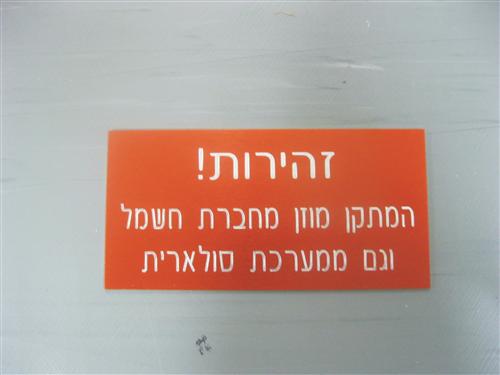 זהירות!
המתקן מוזן מחברת חשמל
וגם ממערכת סולארית